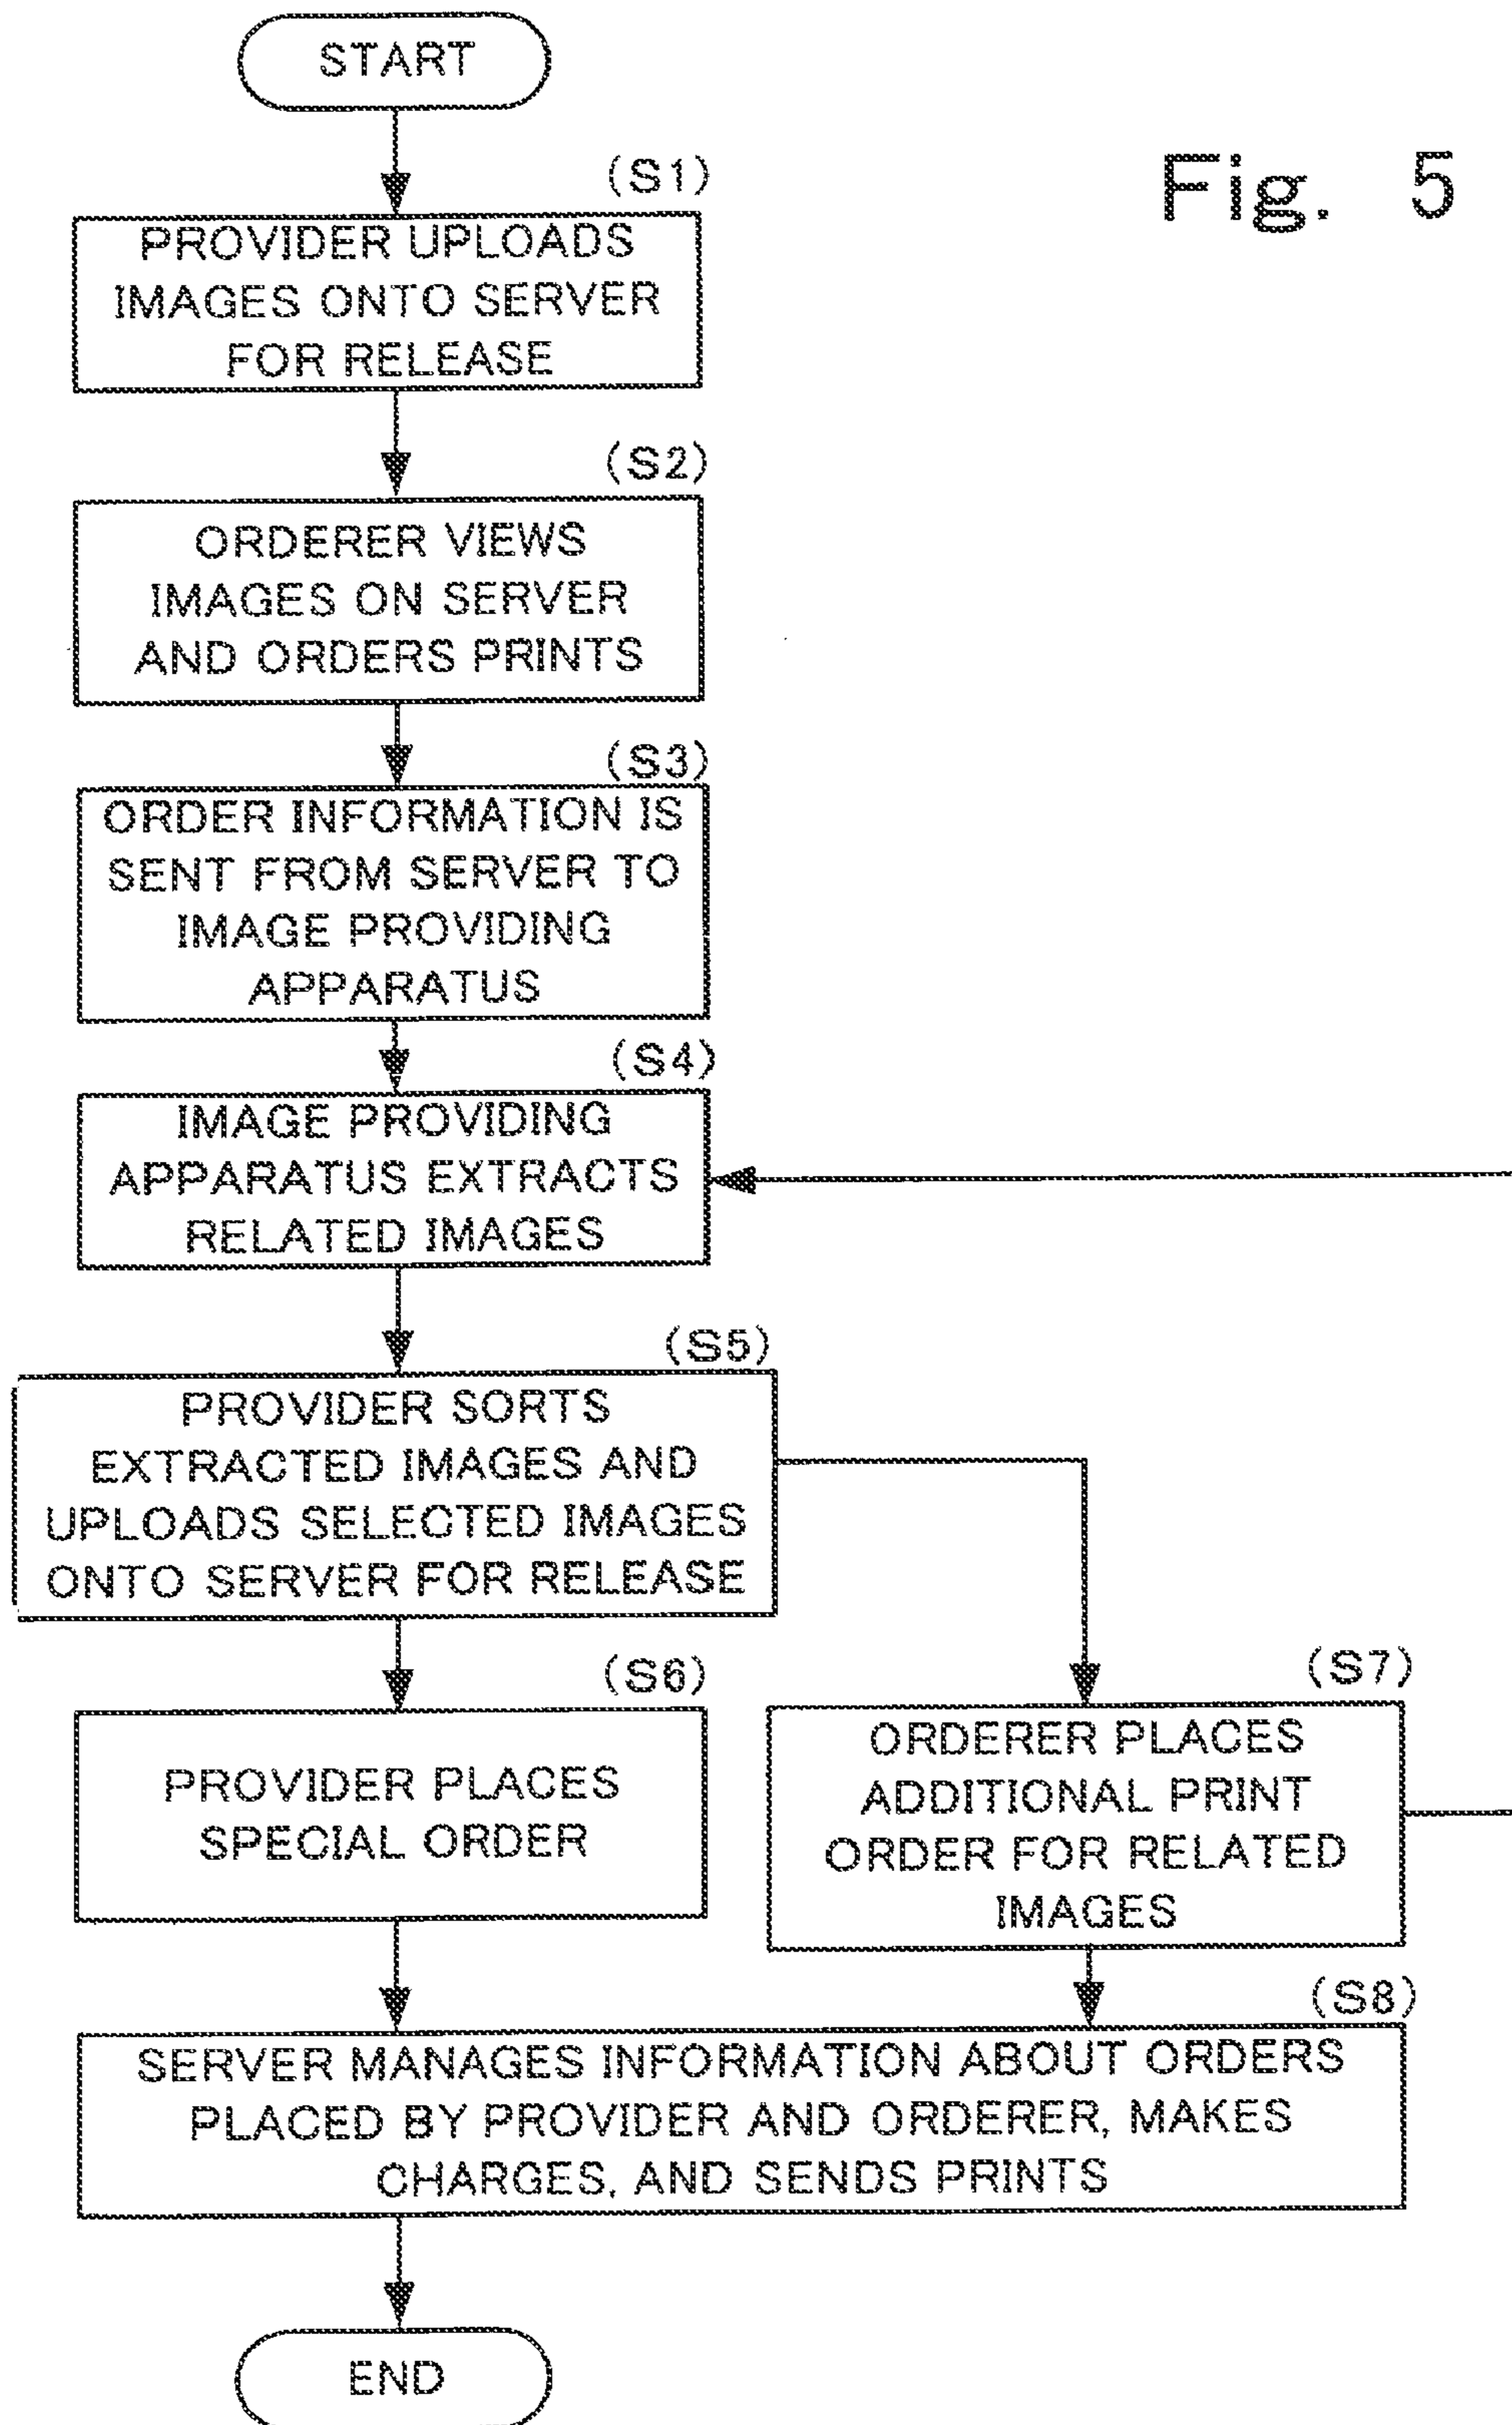 START
Fig. 5
(S1)
PROVIDER UPLOADS
IMAGES ONTO SERVER
FOR RELEASE
(S2)
ORDERER VIEWS
IMAGES ON SERVER
AND ORDERS PRINTS
(S3)
ORDER INFORMATION IS
SENT FROM SERVER TO
IMAGE PROVIDING
APPARATUS
(S4)
IMAGE PROVIDING
APPARATUS EXTRACTS
RELATED IMAGES
(S5)
PROVIDER SORTS
EXTRACTED IMAGES AND
UPLOADS SELECTED IMAGES
ONTO SERVER FOR RELEASE
(S6)
PROVIDER PLACES
SPECIAL ORDER
(S7)
ORDERER PLACES
ADDITIONAL PRINT
ORDER FOR RELATED
IMAGES
(S8)
SERVER MANAGES INFORMATION ABOUT ORDERS
PLACED BY PROVIDER AND ORDERER, MAKES
CHARGES, AND SENDS PRINTS
END